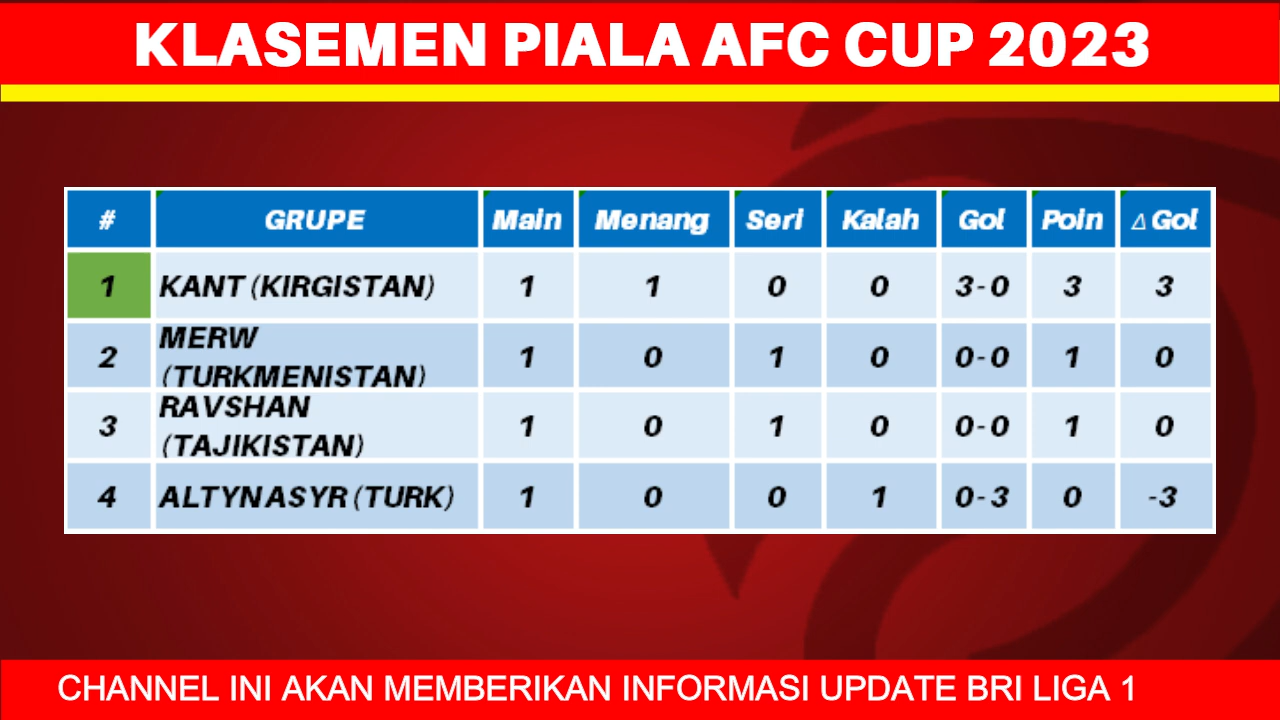 KLASEMEN PIALA AFC CUP 2023
# GRUPE Main Menang Seri Kalah Gol Poin △ Gol
1 KANT (KIRGISTAN) 1 1 0 0 3-0 3 3
2 MERW (TURKMENISTAN) 1 0 1 0 0-0 1 0
3 RAVSHAN (TAJIKISTAN) 1 0 1 0 0-0 1 0
4 ALTYN ASYR (TURK) 1 0 0 1 0-3 0 -3
CHANNEL INI AKAN MEMBERIKAN INFORMASI UPDATE BRI LIGA 1